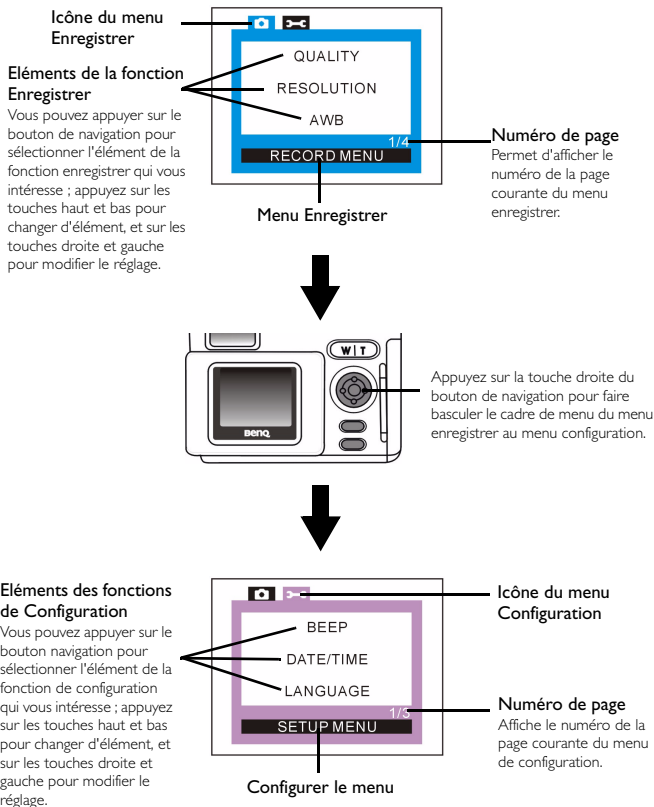 Icône du menu
Enregistrer
Eléments de la fonction
Enregistrer
Vous pouvez appuyer sur le
bouton de navigation pour
sélectionner l'élément de la
fonction enregistrer qui vous
intéresse ; appuyez sur les
touches haut et bas pour
changer d'élément, et sur les
touches droite et gauche
pour modifier le réglage.
QUALITY
RESOLUTION
AWB
1/4
RECORD MENU
Menu Enregistrer
Numéro de page
Permet d'afficher le
numéro de la page
courante du menu
enregistrer.
W T
BenQ
Appuyez sur la touche droite du
bouton de navigation pour faire
basculer le cadre de menu du menu
enregistrer au menu configuration.
Eléments des fonctions
de Configuration
Vous pouvez appuyer sur le
bouton navigation pour
sélectionner l'élément de la
fonction de configuration
qui vous intéresse ; appuyez
sur les touches haut et bas
pour changer d'élément, et
sur les touches droite et
gauche pour modifier le
réglage.
BEEP
DATE/TIME
LANGUAGE
1/3
SETUP MENU
Configurer le menu
Icône du menu
Configuration
Numéro de page
Affiche le numéro de la
page courante du menu
de configuration.